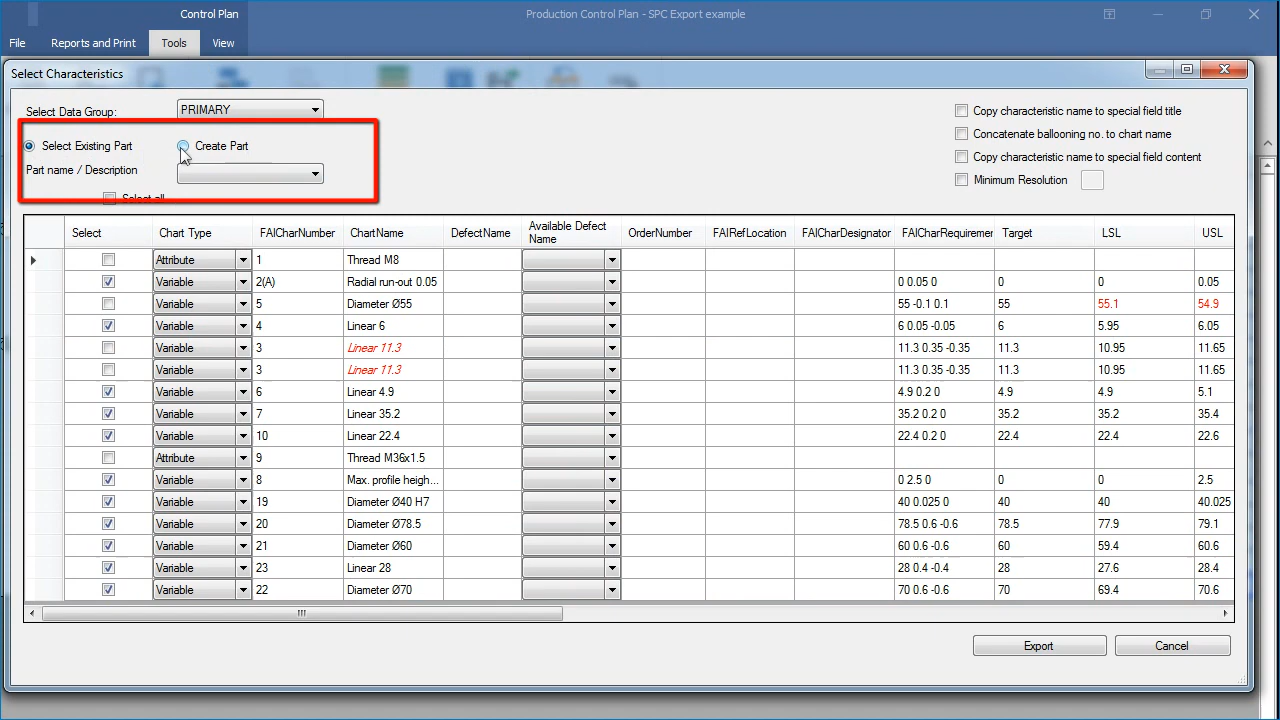 Control Plan
Production Control Plan - SPC Export example
File Reports and Print Tools View
Select Characteristics
Select Data Group: PRIMARY
Select Existing Part Create Part
Part name / Description
Select all
Copy characteristic name to special field title
Concatenate ballooning no. to chart name
Copy characteristic name to special field content
Minimum Resolution
Select Chart Type FAICharNumber ChartName DefectName Available Defect Name OrderNumber FAIRefLocation FAICharDesignator FAICharRequiremer Target LSL USL
Attribute 1 Thread M8
Variable 2(A) Radial run-out 0.05 0 0.05 0 0 0 0.05
Variable 5 Diameter Ø55 55 -0.1 0.1 55 55.1 54.9
Variable 4 Linear 6 6 0.05 -0.05 6 5.95 6.05
Variable 3 Linear 11.3 11.3 0.35 -0.35 11.3 10.95 11.65
Variable 3 Linear 11.3 11.3 0.35 -0.35 11.3 10.95 11.65
Variable 6 Linear 4.9 4.9 0.2 0 4.9 4.9 5.1
Variable 7 Linear 35.2 35.2 0.2 0 35.2 35.2 35.4
Variable 10 Linear 22.4 22.4 0.2 0 22.4 22.4 22.6
Attribute 9 Thread M36x1.5
Variable 8 Max. profile heigh... 0 2.5 0 0 0 2.5
Variable 19 Diameter Ø40 H7 40 0.025 0 40 40 40.025
Variable 20 Diameter Ø78.5 78.5 0.6 -0.6 78.5 77.9 79.1
Variable 21 Diameter Ø60 60 0.6 -0.6 60 59.4 60.6
Variable 23 Linear 28 28 0.4 -0.4 28 27.6 28.4
Variable 22 Diameter Ø70 70 0.6 -0.6 70 69.4 70.6
Export Cancel